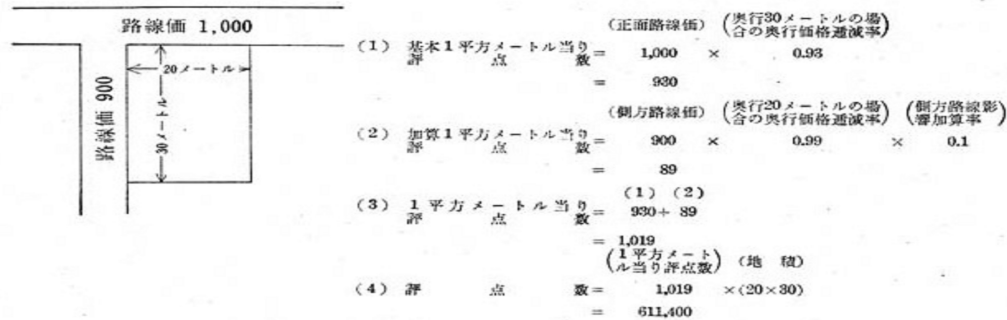 路線価 1,000
路線価 900
20メートル
30メートル
(正面路線価) (奥行30メートルの場合の奥行価格逓減率)
(1) 基本1平方メートル当り評点数 = 1,000 × 0.93
= 930
(側方路線価) (奥行20メートルの場合の奥行価格逓減率) (側方路線影響加算率)
(2) 加算1平方メートル当り評点数 = 900 × 0.99 × 0.1
= 89
(1) (2)
(3) 1平方メートル当り評点数 = 930+ 89
= 1,019
(1平方メートル当り評点数) (地 積)
(4) 評点数 = 1,019 ×(20×30)
= 611,400